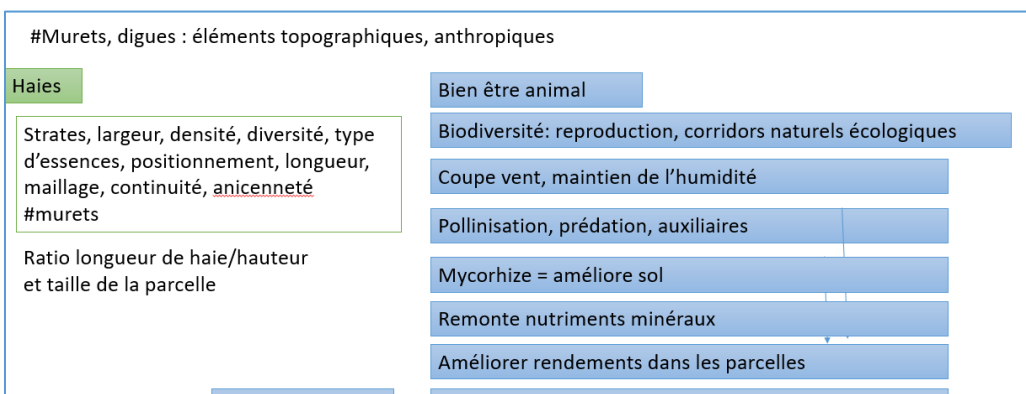 #Murets, digues : éléments topographiques, anthropiques
Haies
Strates, largeur, densité, diversité, type
d'essences, positionnement, longueur,
maillage, continuité, anicenneté
#murets
Ratio longueur de haie/hauteur
et taille de la parcelle
Bien être animal
Biodiversité: reproduction, corridors naturels écologiques
Coupe vent, maintien de l'humidité
Pollinisation, prédation, auxiliaires
Mycorhize = améliore sol
Remonte nutriments minéraux
Améliorer rendements dans les parcelles